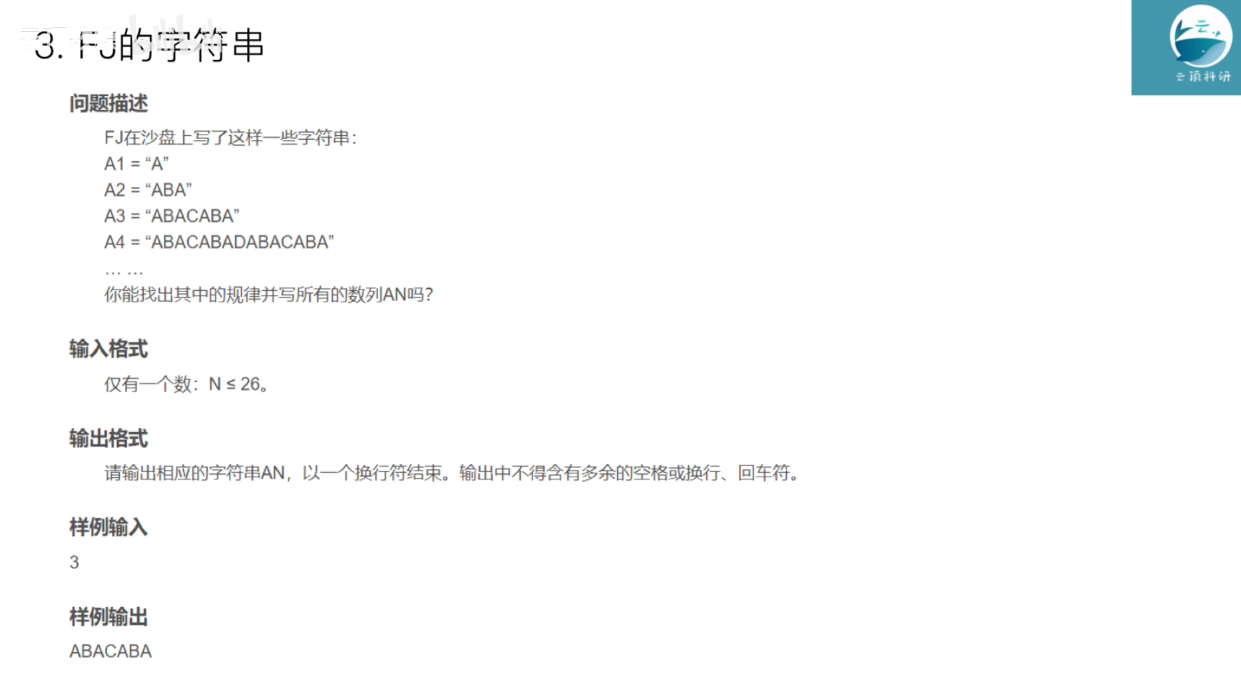 3. FJ的字符串
云顶科研
问题描述
FJ在沙盘上写了这样一些字符串：
A1 = “A”
A2 = “ABA”
A3 = “ABACABA”
A4 = “ABACABADABACABA”
… …
你能找出其中的规律并写所有的数列AN吗？
输入格式
仅有一个数：N ≤ 26。
输出格式
请输出相应的字符串AN，以一个换行符结束。输出中不得含有多余的空格或换行、回车符。
样例输入
3
样例输出
ABACABA